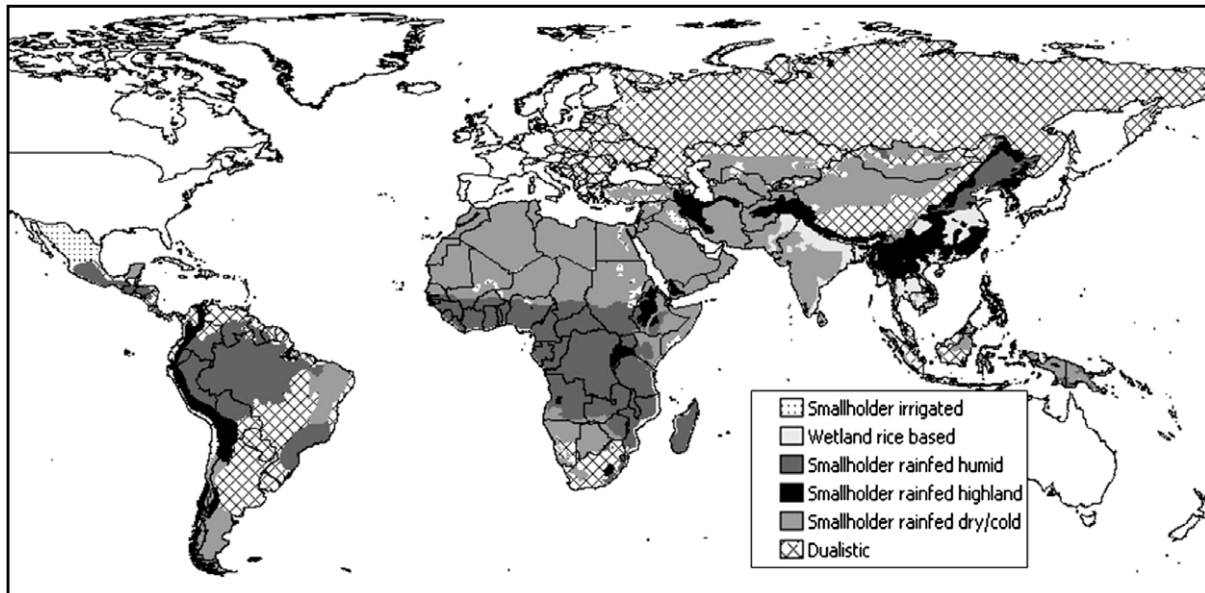 Smallholder irrigated
Wetland rice based
Smallholder rainfed humid
Smallholder rainfed highland
Smallholder rainfed dry/cold
Dualistic